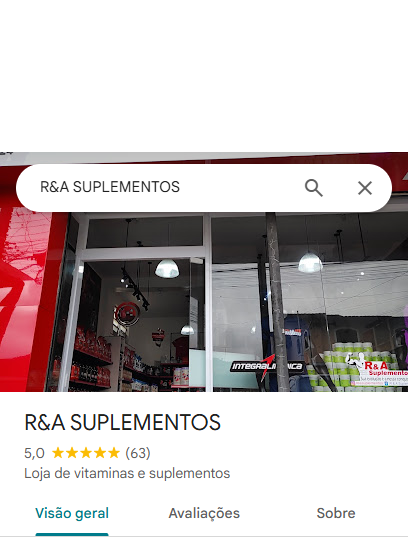 R&A SUPLEMENTOS
INTEGRALMÉDICA
R&A
Suplementos
R&A SUPLEMENTOS
5,0 (63)
Loja de vitaminas e suplementos
Visão geral Avaliações Sobre